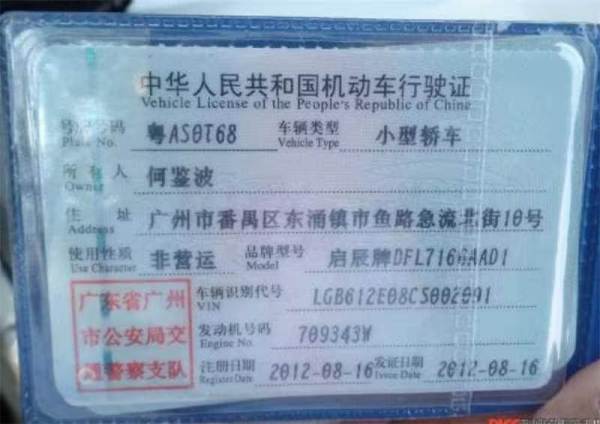 中华人民共和国机动车行驶证
Vehicle License of the People's Republic of China
号牌号码 粤AS0T68 车辆类型 小型轿车
Plate No. Vehicle Type
所有人 何鉴波
Owner
住址 广州市番禺区东涌镇市鱼路急流北街10号
Address
使用性质 非营运 品牌型号 启辰牌DFL7166AAD1
Use Character Model
广东省广州
市公安局交
通警察支队
车辆识别代号 LGB612E08CS002991
VIN
发动机号码 709343W
Engine No.
注册日期 2012-08-16 发证日期 2012-08-16
Register Date Issue Date